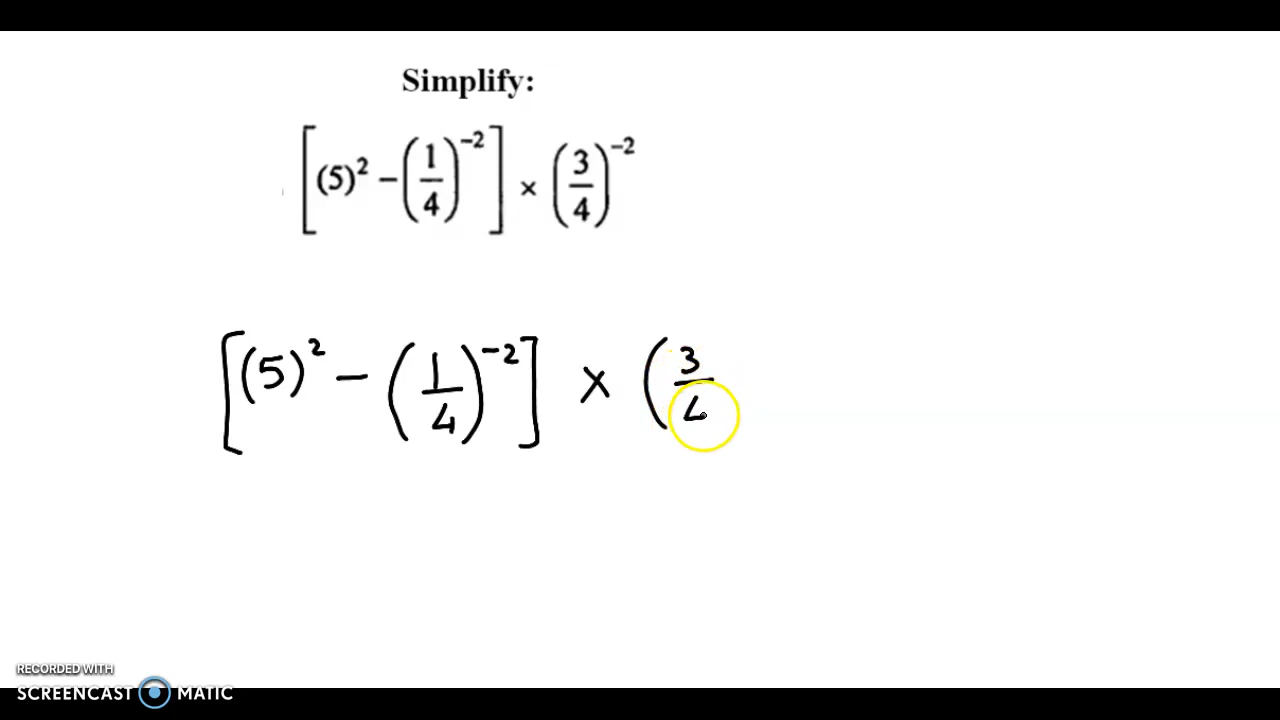 Simplify:
[(5)² − (1/4)⁻²] × (3/4)⁻²
[(5)² − (1/4)⁻²] × (3/4
RECORDED WITH
SCREENCAST MATIC